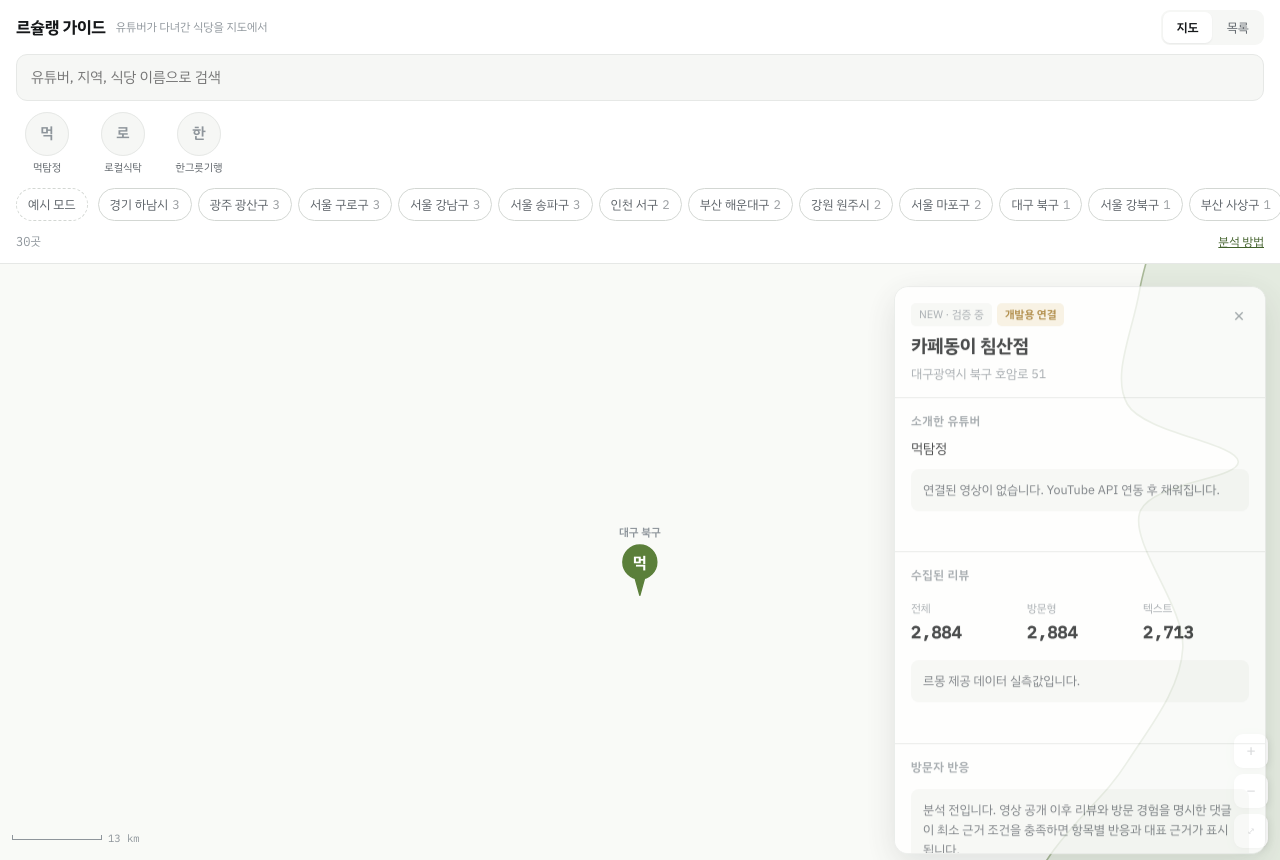 르슐랭 가이드 유튜버가 다녀간 식당을 지도에서 지도 목록
유튜버, 지역, 식당 이름으로 검색
먹 로 한
먹탐정 로컬식탁 한그릇기행
예시 모드 경기 하남시 3 광주 광산구 3 서울 구로구 3 서울 강남구 3 서울 송파구 3 인천 서구 2 부산 해운대구 2 강원 원주시 2 서울 마포구 2 대구 북구 1 서울 강북구 1 부산 사상구 1
30곳 분석 방법
NEW · 검증 중 개발용 연결 ×
카페동이 침산점
대구광역시 북구 호암로 51
소개한 유튜버
먹탐정
연결된 영상이 없습니다. YouTube API 연동 후 채워집니다.
대구 북구
먹
수집된 리뷰
전체 방문형 텍스트
2,884 2,884 2,713
르몽 제공 데이터 실측값입니다.
방문자 반응
분석 전입니다. 영상 공개 이후 리뷰와 방문 경험을 명시한 댓글
이 최소 근거 조건을 충족하면 항목별 반응과 대표 근거가 표시
됩니다.
+
−
13 km